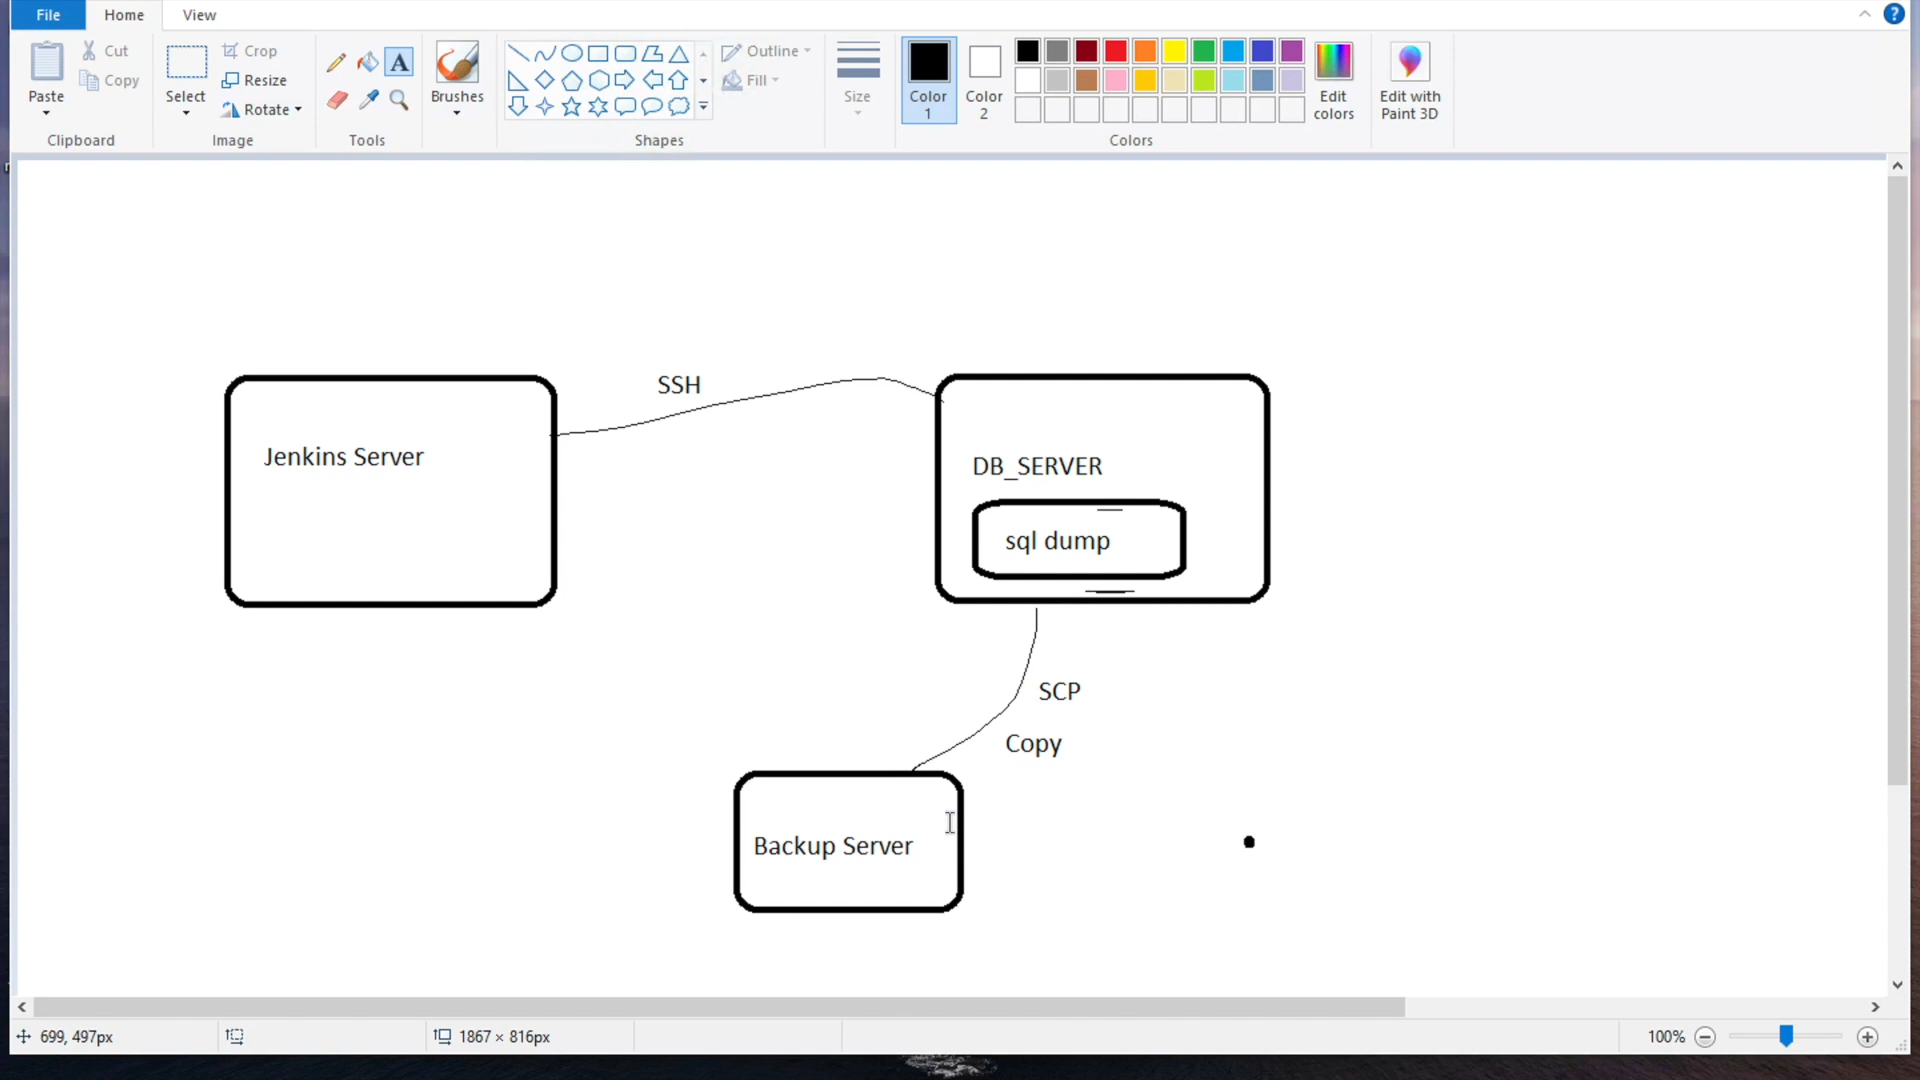 File Home View
Paste
Cut
Copy
Clipboard
Select
Crop
Resize
Rotate
Image
A
Tools
Brushes
Shapes
Outline
Fill
Size
Color
1
Color
2
Edit
colors
Colors
Edit with
Paint 3D
SSH
Jenkins Server
DB_SERVER
sql dump
SCP
Copy
Backup Server
699, 497px
1867 × 816px
100%